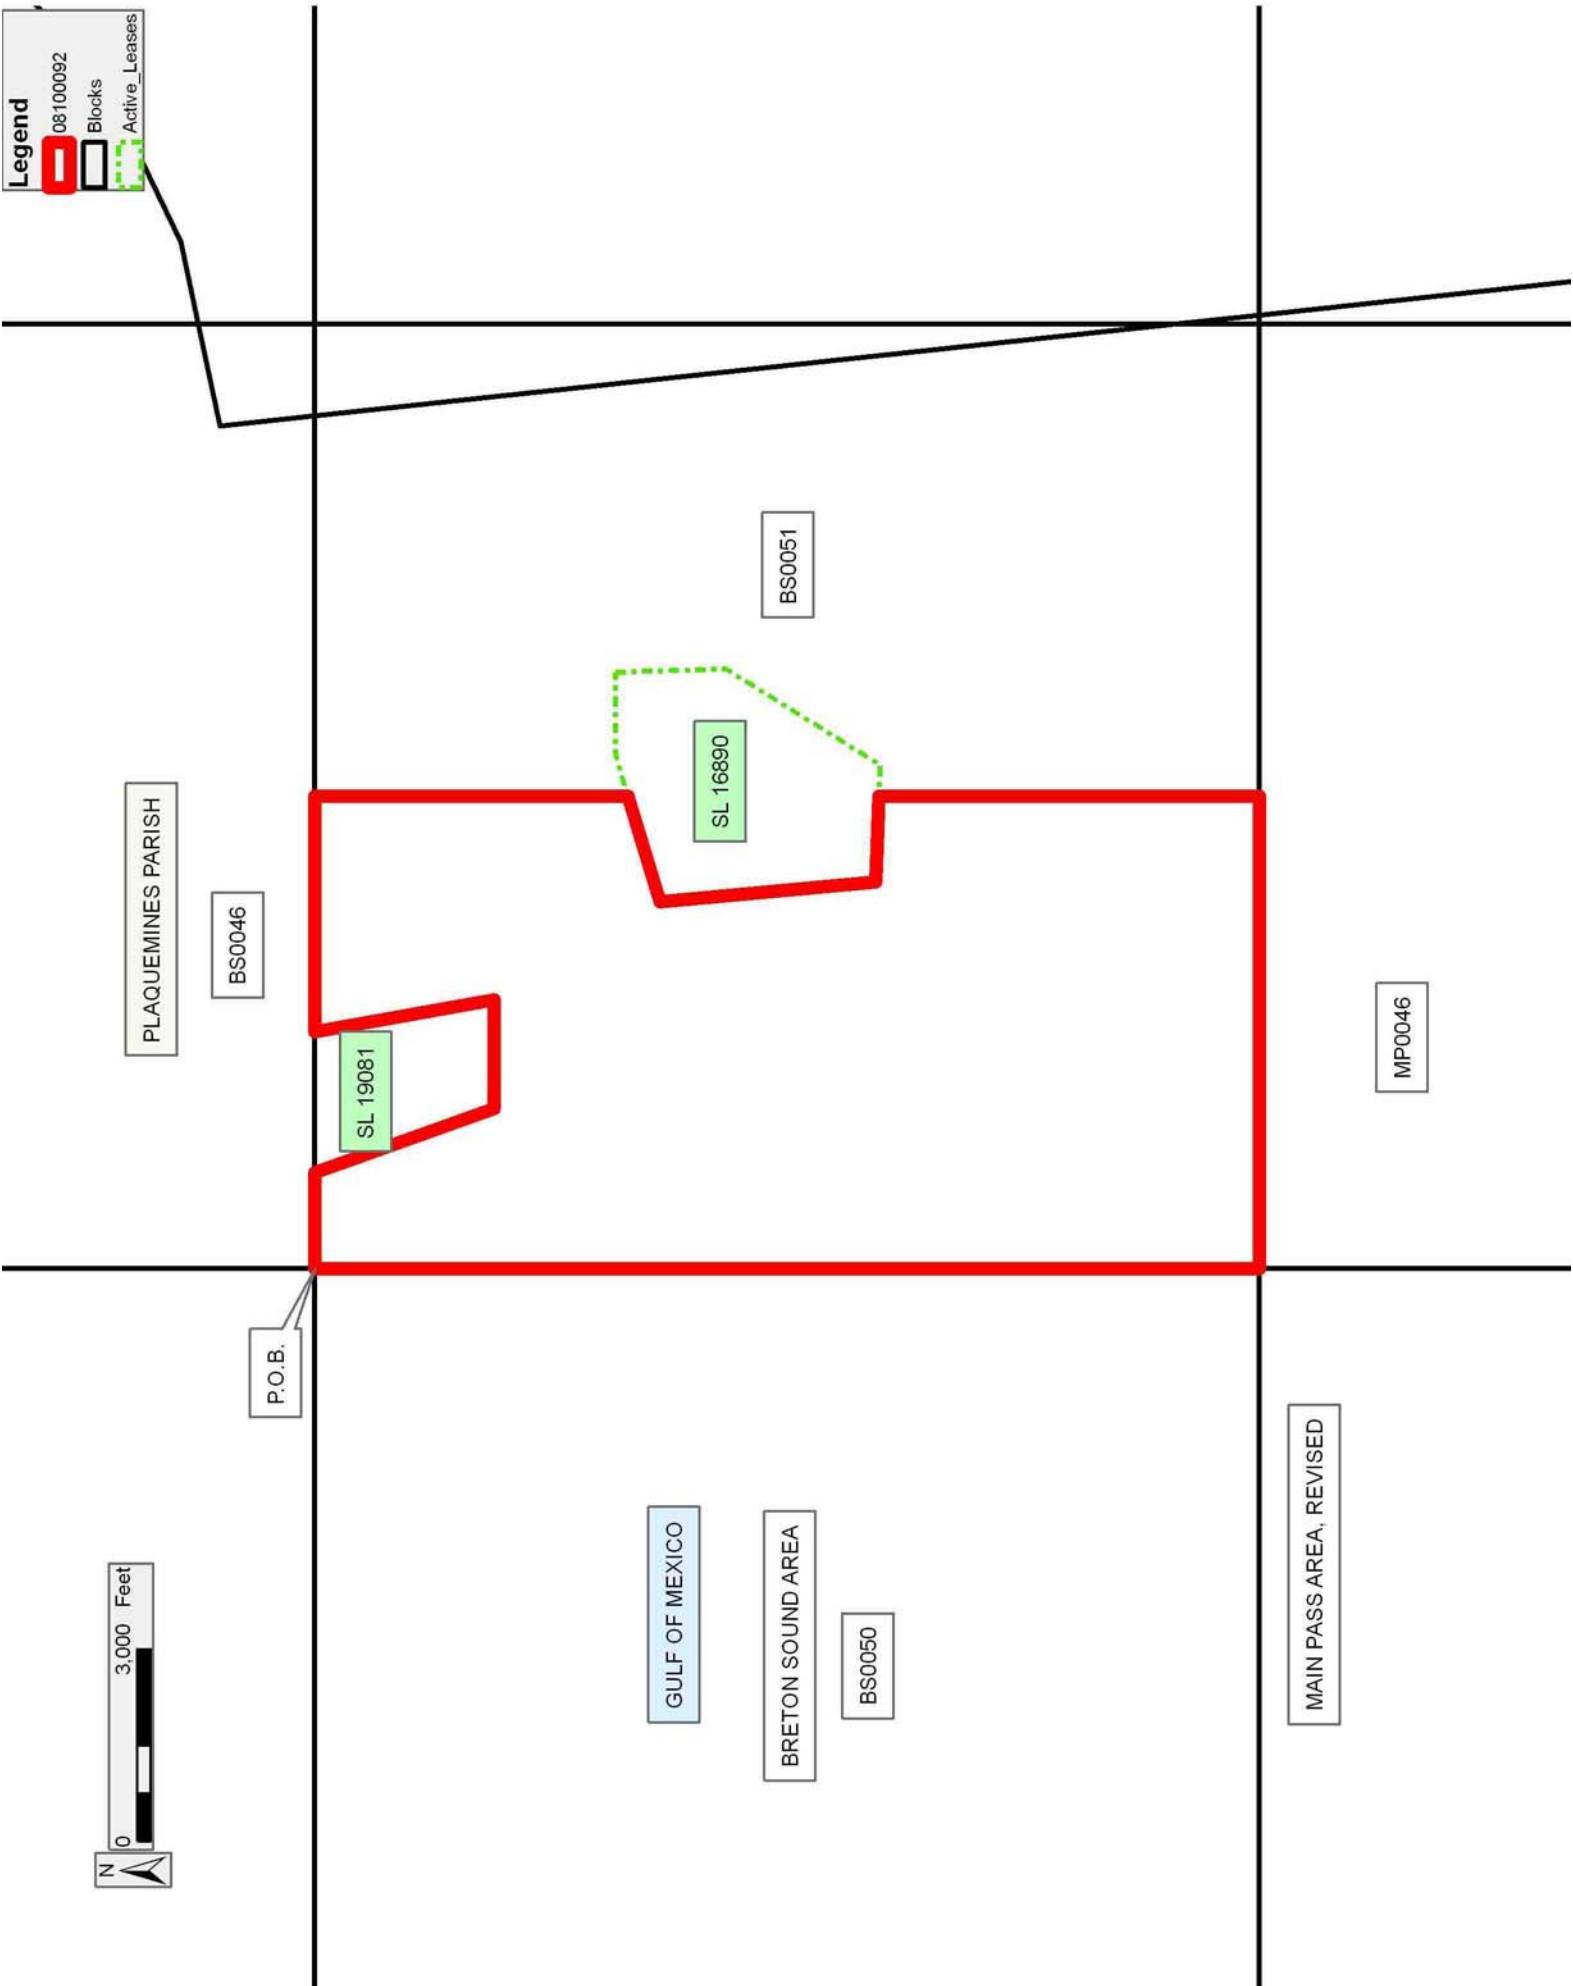 N
0 3,000 Feet
PLAQUEMINES PARISH
Legend
08100092
Blocks
Active_Leases
BS0046
P.O.B.
SL 19081
GULF OF MEXICO
SL 16890
BRETON SOUND AREA
BS0051
BS0050
MAIN PASS AREA, REVISED
MP0046